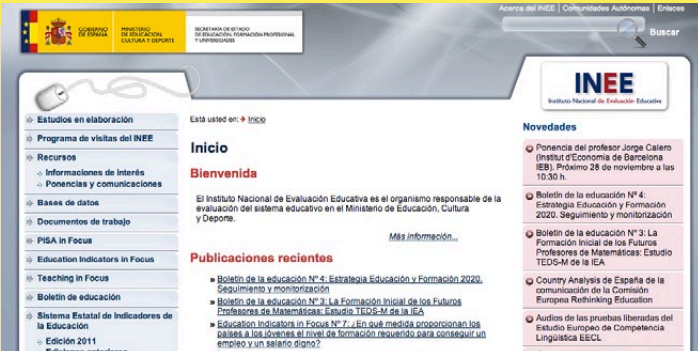 Acerca del INEE | Comunidades Autónomas | Enlaces
GOBIERNO
DE ESPAÑA
MINISTERIO
DE EDUCACIÓN,
CULTURA Y DEPORTE
SECRETARÍA DE ESTADO
DE EDUCACIÓN, FORMACIÓN PROFESIONAL
Y UNIVERSIDADES
Buscar
INEE
Instituto Nacional de Evaluación Educativa
Estudios en elaboración
Programa de visitas del INEE
Recursos
Informaciones de interés
Ponencias y comunicaciones
Bases de datos
Documentos de trabajo
PISA in Focus
Education Indicators in Focus
Teaching in Focus
Boletín de educación
Sistema Estatal de Indicadores de
la Educación
Edición 2011
Ediciones anteriores
Está usted en: Inicio
Inicio
Bienvenida
El Instituto Nacional de Evaluación Educativa es el organismo responsable de la
evaluación del sistema educativo en el Ministerio de Educación, Cultura
y Deporte.
Más información...
Publicaciones recientes
» Boletín de la educación Nº 4: Estrategia Educación y Formación 2020.
Seguimiento y monitorización
» Boletín de la educación Nº 3: La Formación Inicial de los Futuros
Profesores de Matemáticas: Estudio TEDS-M de la IEA
» Education Indicators in Focus Nº 7: ¿En qué medida proporcionan los
países a los jóvenes el nivel de formación requerido para conseguir un
empleo y un salario digno?
Novedades
Ponencia del profesor Jorge Calero
(Institut d'Economia de Barcelona
IEB). Próximo 28 de noviembre a las
10:30 h.
Boletín de la educación Nº 4:
Estrategia Educación y Formación
2020. Seguimiento y monitorización
Boletín de la educación Nº 3: La
Formación Inicial de los Futuros
Profesores de Matemáticas: Estudio
TEDS-M de la IEA
Country Analysis de España de la
comunicación de la Comisión
Europea Rethinking Education
Audios de las pruebas liberadas del
Estudio Europeo de Competencia
Lingüística EECL